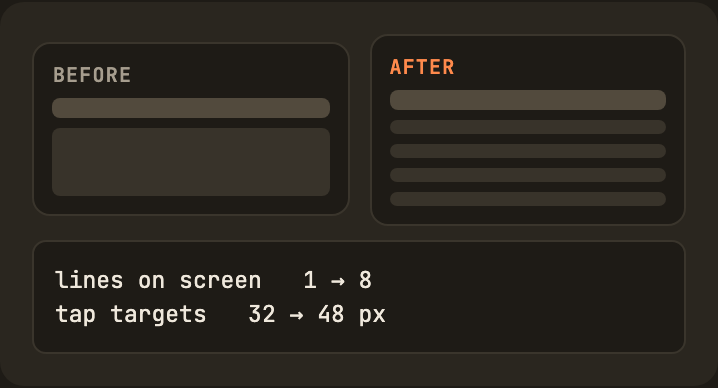 BEFORE
AFTER
lines on screen 1 → 8
tap targets 32 → 48 px